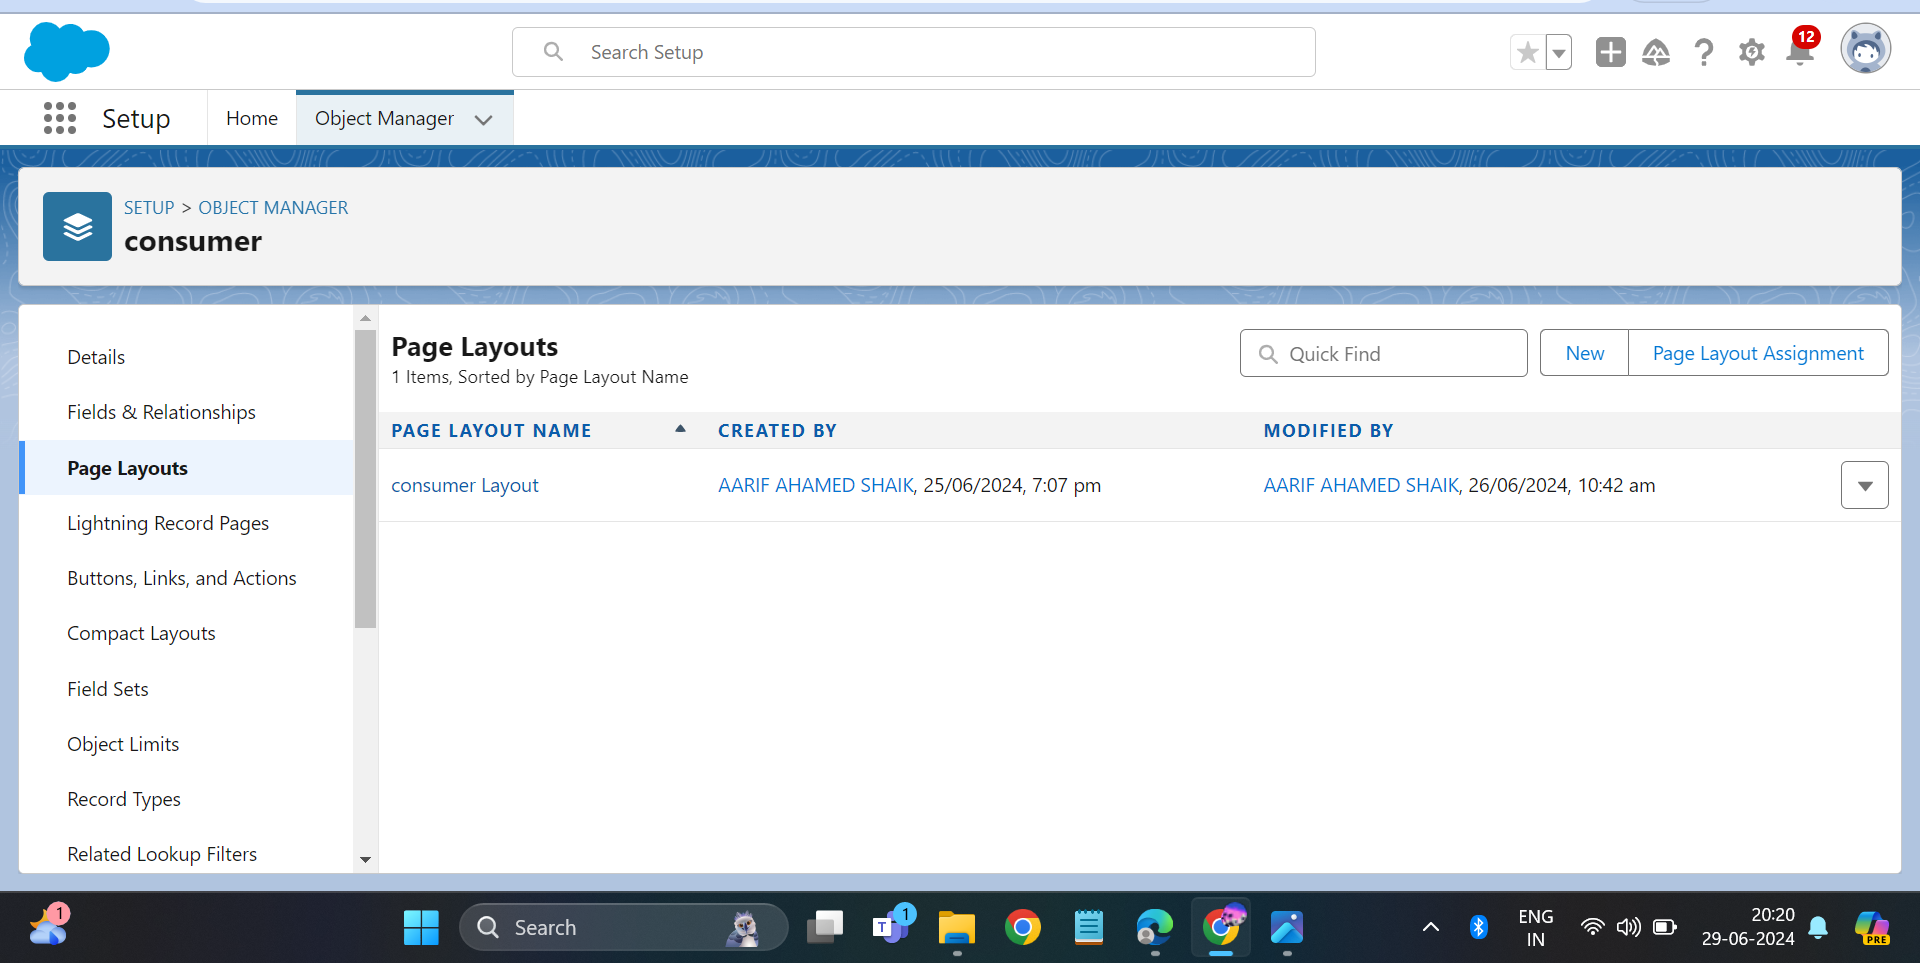 Search Setup
12
Setup
Home
Object Manager
SETUP > OBJECT MANAGER
consumer
Details
Fields & Relationships
Page Layouts
Lightning Record Pages
Buttons, Links, and Actions
Compact Layouts
Field Sets
Object Limits
Record Types
Related Lookup Filters
Page Layouts
1 Items, Sorted by Page Layout Name
Quick Find
New
Page Layout Assignment
PAGE LAYOUT NAME CREATED BY MODIFIED BY
consumer Layout AARIF AHAMED SHAIK, 25/06/2024, 7:07 pm AARIF AHAMED SHAIK, 26/06/2024, 10:42 am
1
Search
T
1
ENG
IN
20:20
29-06-2024
PRE